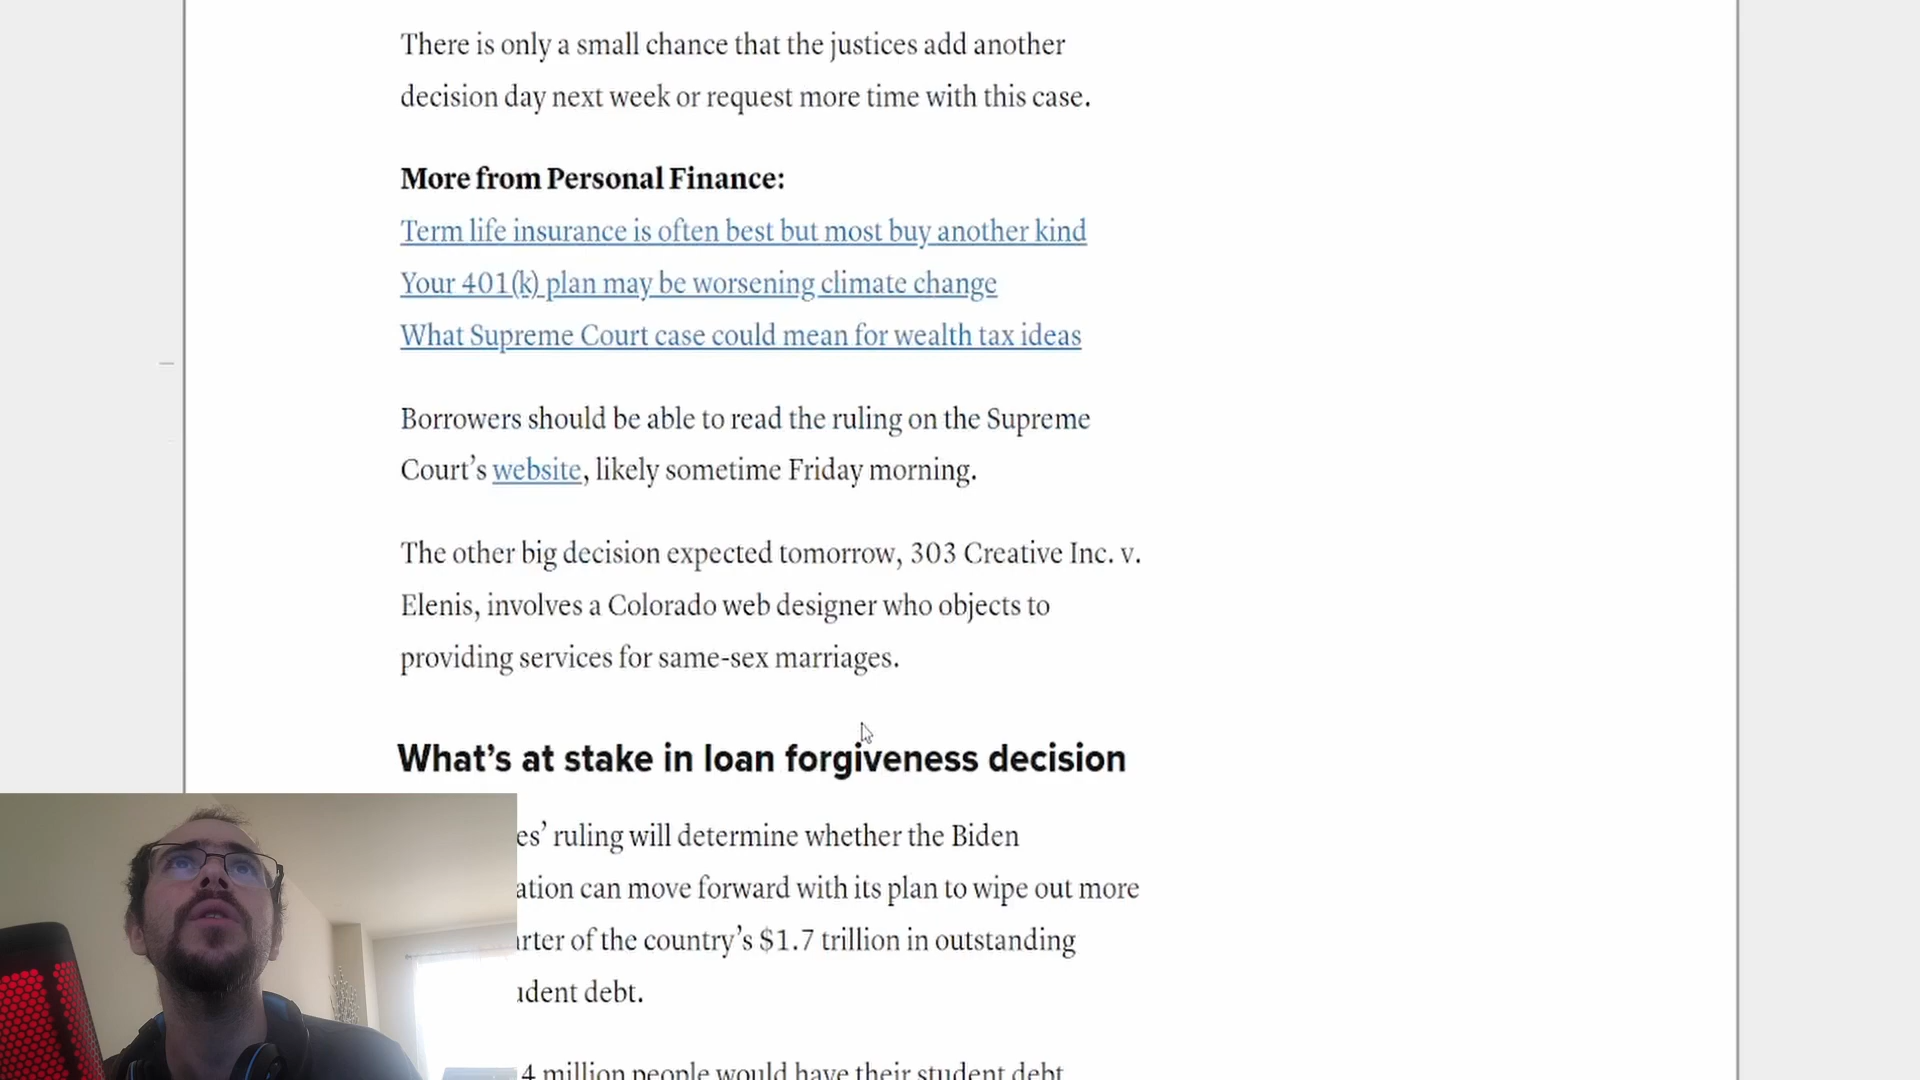 There is only a small chance that the justices add another
decision day next week or request more time with this case.
More from Personal Finance:
Term life insurance is often best but most buy another kind
Your 401(k) plan may be worsening climate change
What Supreme Court case could mean for wealth tax ideas
Borrowers should be able to read the ruling on the Supreme
Court’s website, likely sometime Friday morning.
The other big decision expected tomorrow, 303 Creative Inc. v.
Elenis, involves a Colorado web designer who objects to
providing services for same-sex marriages.
What’s at stake in loan forgiveness decision
ruling will determine whether the Biden
can move forward with its plan to wipe out more
of the country’s $1.7 trillion in outstanding
debt.
4 million people would have their student debt